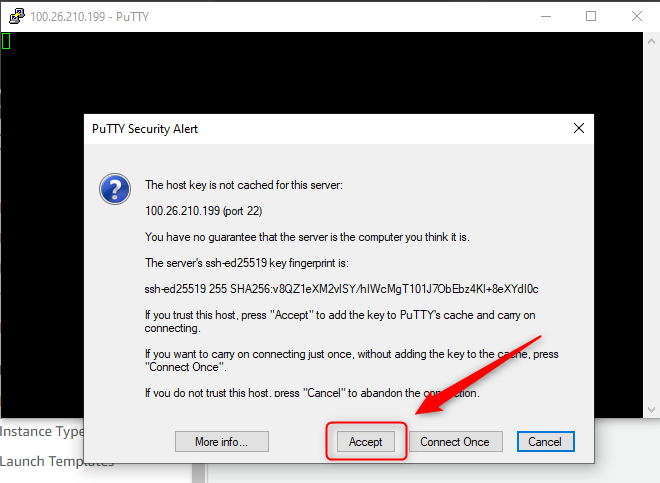 100.26.210.199 - PuTTY
PuTTY Security Alert
The host key is not cached for this server:
100.26.210.199 (port 22)
You have no guarantee that the server is the computer you think it is.
The server's ssh-ed25519 key fingerprint is:
ssh-ed25519 255 SHA256:v8QZ1eXM2vISY/hIWcMgT101J7ObEbz4KI+8eXYdI0c
If you trust this host, press "Accept" to add the key to PuTTY's cache and carry on
connecting.
If you want to carry on connecting just once, without adding the key to the cache, press
"Connect Once".
If you do not trust this host, press "Cancel" to abandon the connection.
More info...
Accept
Connect Once
Cancel
Instance Type
Launch Templates